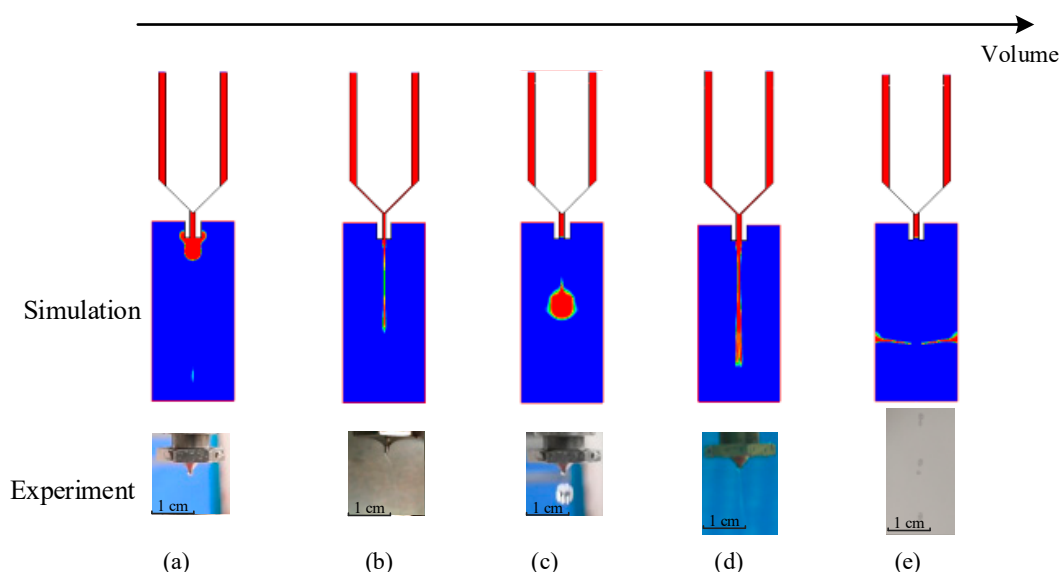 Volume
Simulation
Experiment
1 cm
1 cm
1 cm
1 cm
1 cm
(a)
(b)
(c)
(d)
(e)